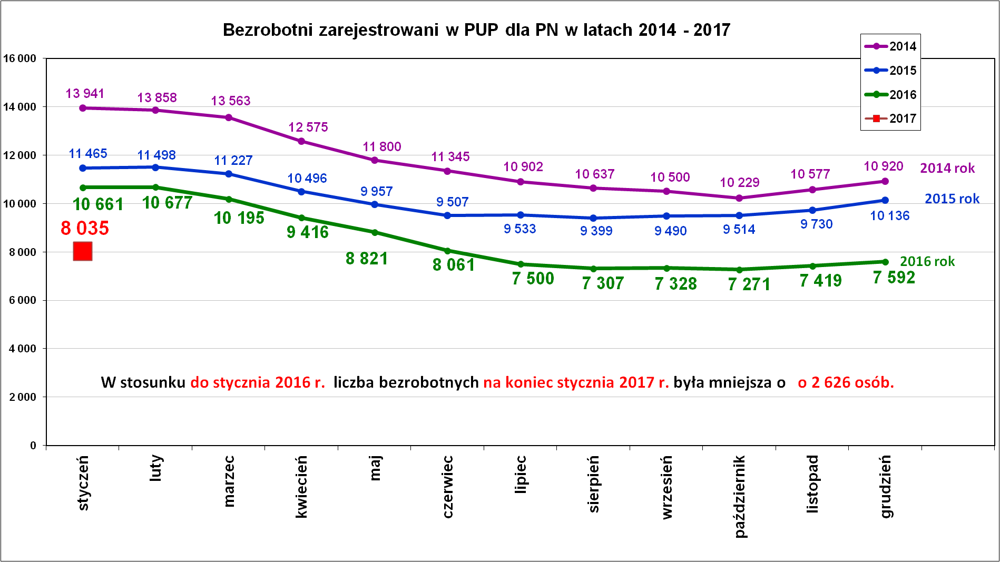 Bezrobotni zarejestrowani w PUP dla PN w latach 2014 - 2017
2014
2015
2016
2017
16 000
14 000
12 000
10 000
8 000
6 000
4 000
2 000
0
13 941 13 858 13 563 12 575 11 800 11 345 10 902 10 637 10 500 10 229 10 577 10 920 2014 rok
11 465 11 498 11 227 10 496 9 957 9 507 9 533 9 399 9 490 9 514 9 730 10 136 2015 rok
10 661 10 677 10 195 9 416 8 821 8 061 7 500 7 307 7 328 7 271 7 419 7 592 2016 rok
8 035
W stosunku do stycznia 2016 r. liczba bezrobotnych na koniec stycznia 2017 r. była mniejsza o o 2 626 osób.
styczeń
luty
marzec
kwiecień
maj
czerwiec
lipiec
sierpień
wrzesień
październik
listopad
grudzień